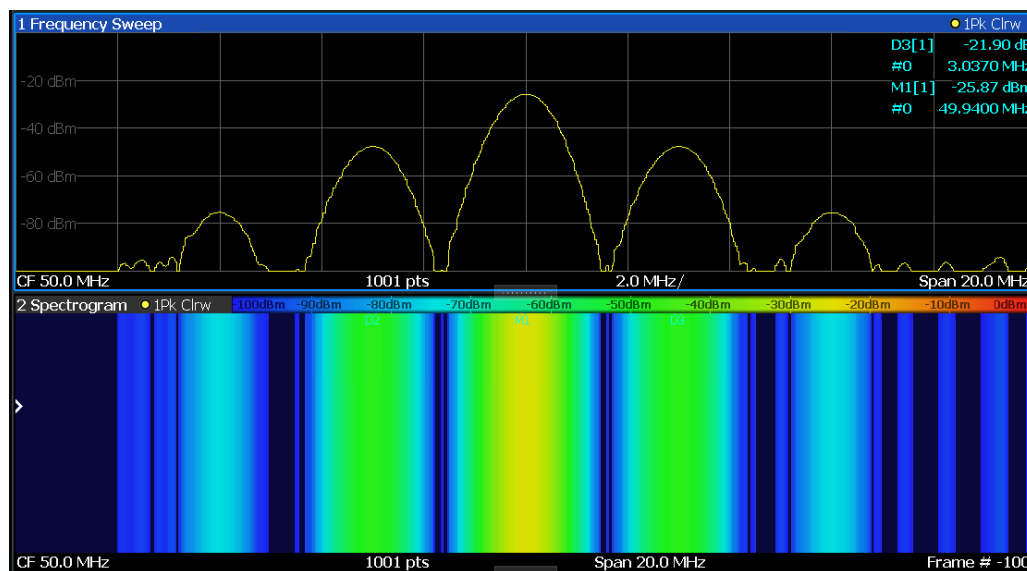 1 Frequency Sweep 1Pk Clrw
D3[1] -21.90 dB
#0 3.0370 MHz
M1[1] -25.87 dBm
#0 49.9400 MHz
-20 dBm
-40 dBm
-60 dBm
-80 dBm
CF 50.0 MHz 1001 pts 2.0 MHz/ Span 20.0 MHz
2 Spectrogram 1Pk Clrw -100dBm -90dBm -80dBm -70dBm -60dBm -50dBm -40dBm -30dBm -20dBm -10dBm 0dBm
D2 M1 D3
CF 50.0 MHz 1001 pts Span 20.0 MHz Frame # -100